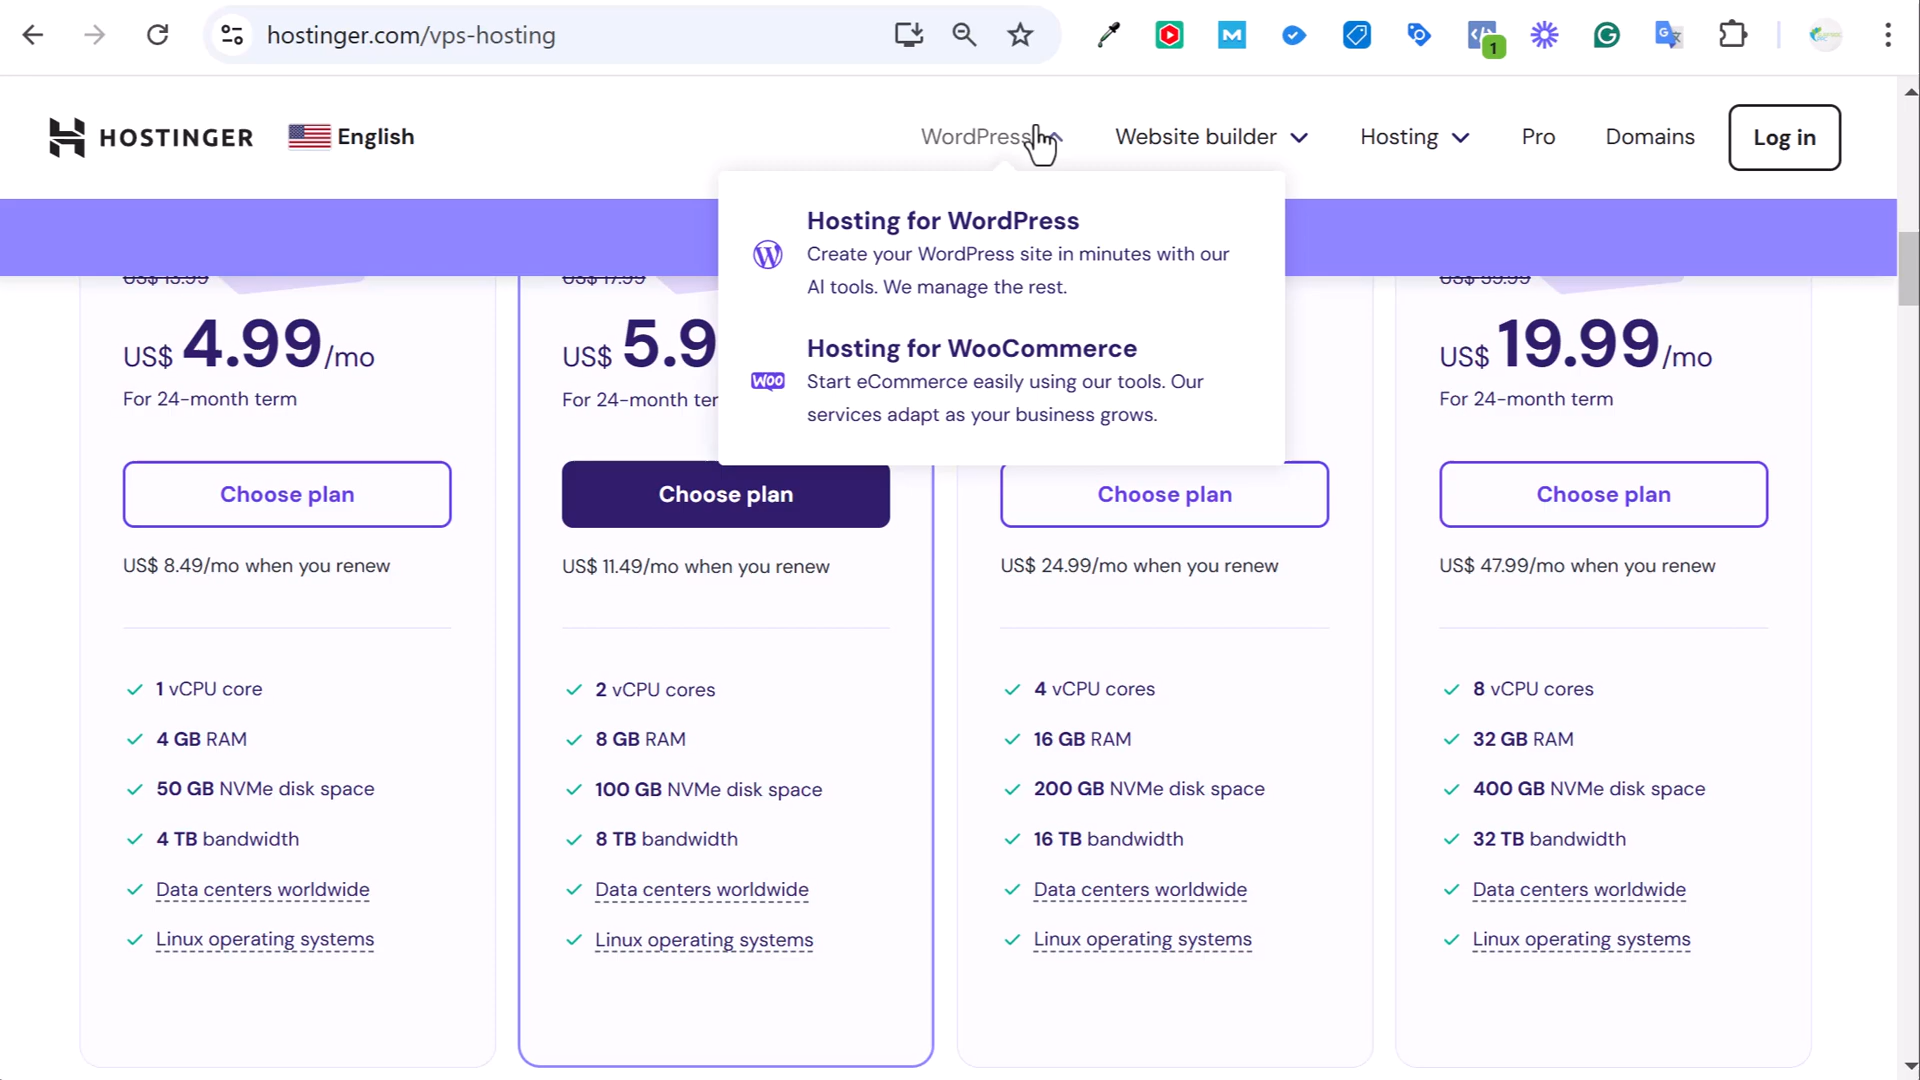 hostinger.com/vps-hosting
1
HOSTINGER
English
WordPress
Website builder
Hosting
Pro
Domains
Log in
Hosting for WordPress
Create your WordPress site in minutes with our
AI tools. We manage the rest.
Hosting for WooCommerce
Start eCommerce easily using our tools. Our
services adapt as your business grows.
US$ 13.99
US$ 4.99/mo
For 24-month term
Choose plan
US$ 8.49/mo when you renew
1 vCPU core
4 GB RAM
50 GB NVMe disk space
4 TB bandwidth
Data centers worldwide
Linux operating systems
US$ 17.99
US$ 5.9
For 24-month ter
Choose plan
US$ 11.49/mo when you renew
2 vCPU cores
8 GB RAM
100 GB NVMe disk space
8 TB bandwidth
Data centers worldwide
Linux operating systems
Choose plan
US$ 24.99/mo when you renew
4 vCPU cores
16 GB RAM
200 GB NVMe disk space
16 TB bandwidth
Data centers worldwide
Linux operating systems
US$
US$ 19.99/mo
For 24-month term
Choose plan
US$ 47.99/mo when you renew
8 vCPU cores
32 GB RAM
400 GB NVMe disk space
32 TB bandwidth
Data centers worldwide
Linux operating systems